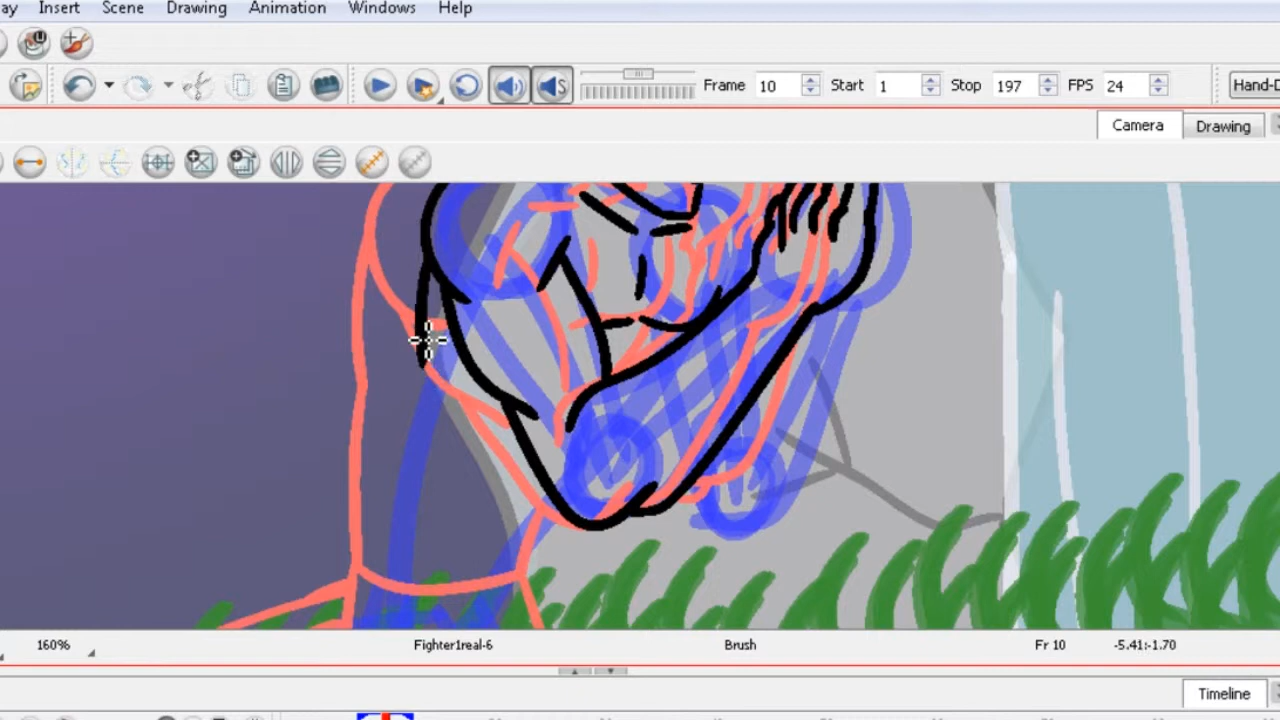 ay Insert Scene Drawing Animation Windows Help
Frame 10 Start 1 Stop 197 FPS 24 Hand-D
Camera Drawing
160% Fighter1real-6 Brush Fr 10 -5.41:-1.70
Timeline